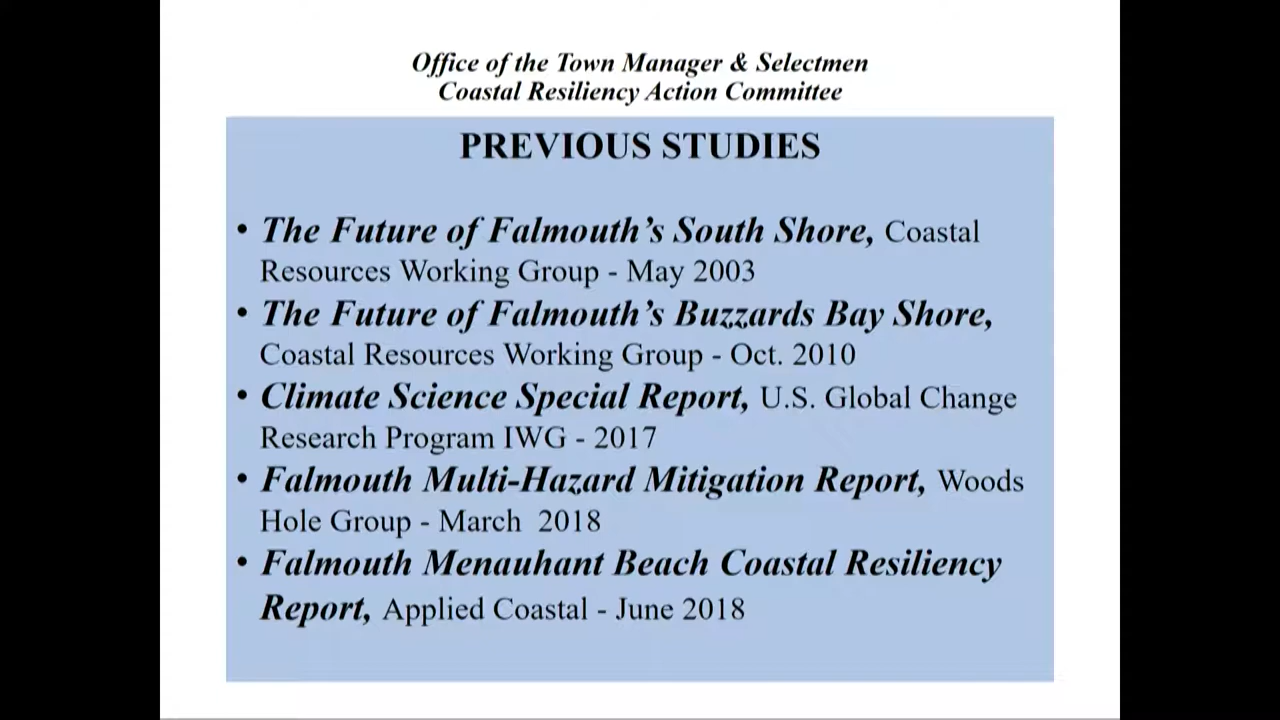 Office of the Town Manager & Selectmen
Coastal Resiliency Action Committee
PREVIOUS STUDIES
• The Future of Falmouth’s South Shore, Coastal
Resources Working Group - May 2003
• The Future of Falmouth’s Buzzards Bay Shore,
Coastal Resources Working Group - Oct. 2010
• Climate Science Special Report, U.S. Global Change
Research Program IWG - 2017
• Falmouth Multi-Hazard Mitigation Report, Woods
Hole Group - March 2018
• Falmouth Menauhant Beach Coastal Resiliency
Report, Applied Coastal - June 2018